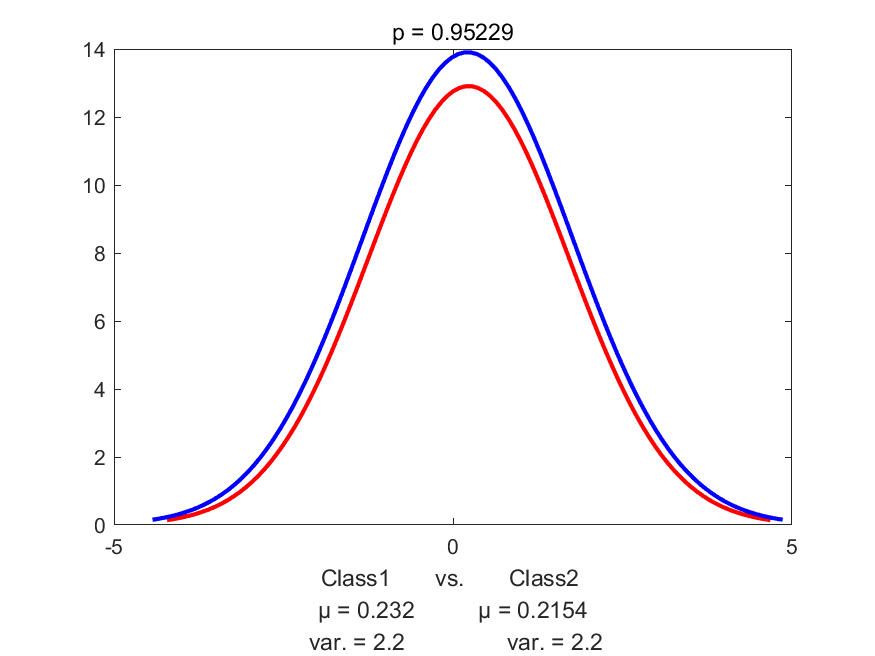 p = 0.95229
14
12
10
8
6
4
2
0
-5 0 5
Class1 vs. Class2
μ = 0.232 μ = 0.2154
var. = 2.2 var. = 2.2